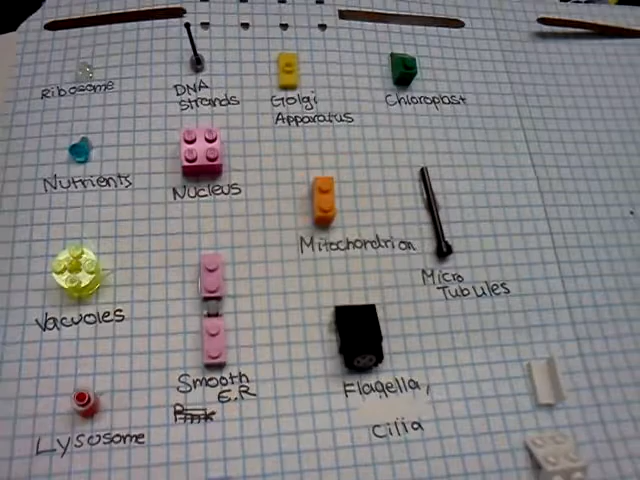 Ribosome
DNA
strands
Golgi
Apparatus
Chloroplast
Nutrients
Nucleus
Mitochondrion
Micro
Tubules
Vacuoles
Smooth
E.R
Flagella,
Cilia
Lysosome